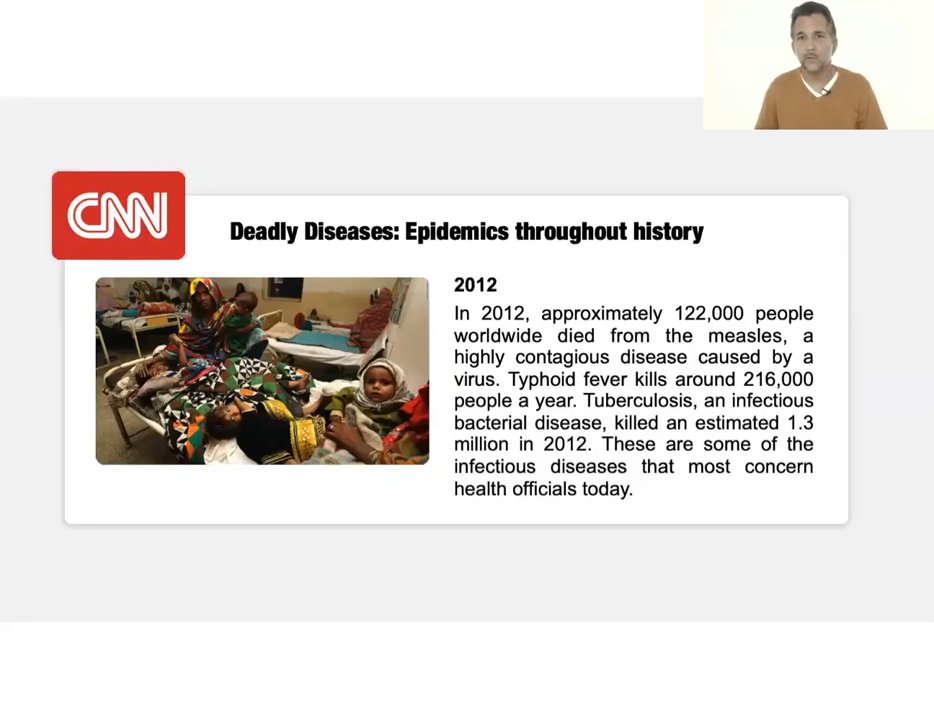 CNN
Deadly Diseases: Epidemics throughout history
2012
In 2012, approximately 122,000 people
worldwide died from the measles, a
highly contagious disease caused by a
virus. Typhoid fever kills around 216,000
people a year. Tuberculosis, an infectious
bacterial disease, killed an estimated 1.3
million in 2012. These are some of the
infectious diseases that most concern
health officials today.